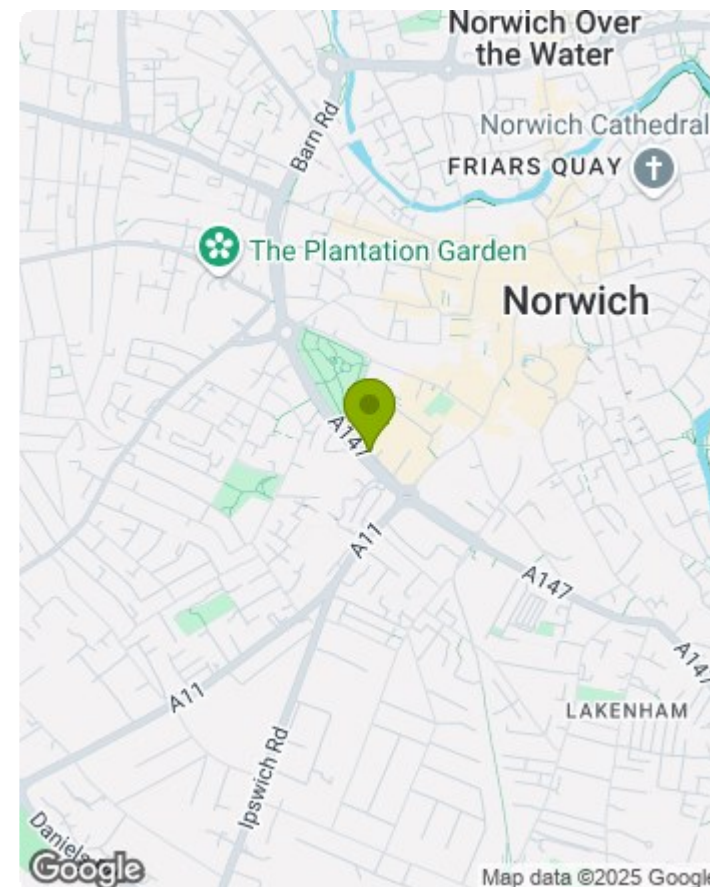 Norwich Over
the Water
Barn Rd
Norwich Cathedral
FRIARS QUAY
The Plantation Garden
Norwich
A147
A11
A147
A147
A11
LAKENHAM
Ipswich Rd
Daniels
Google
Map data ©2025 Google